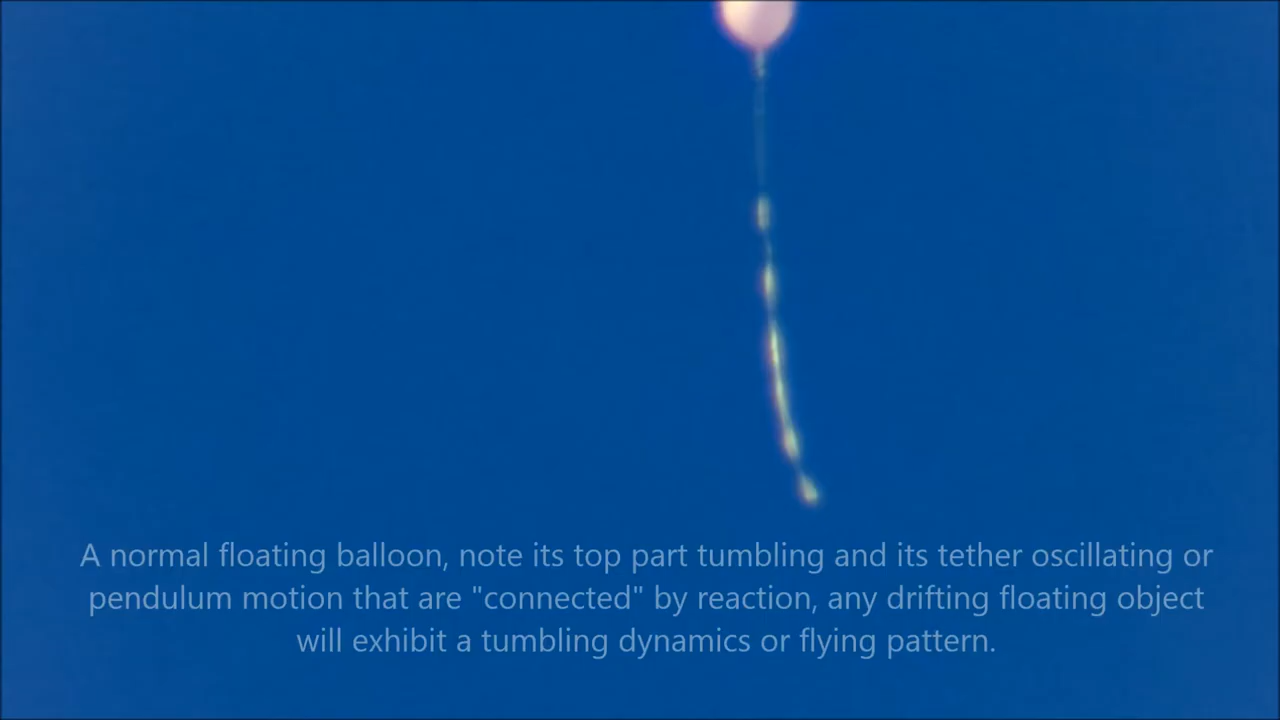 A normal floating balloon, note its top part tumbling and its tether oscillating or
pendulum motion that are "connected" by reaction, any drifting floating object
will exhibit a tumbling dynamics or flying pattern.